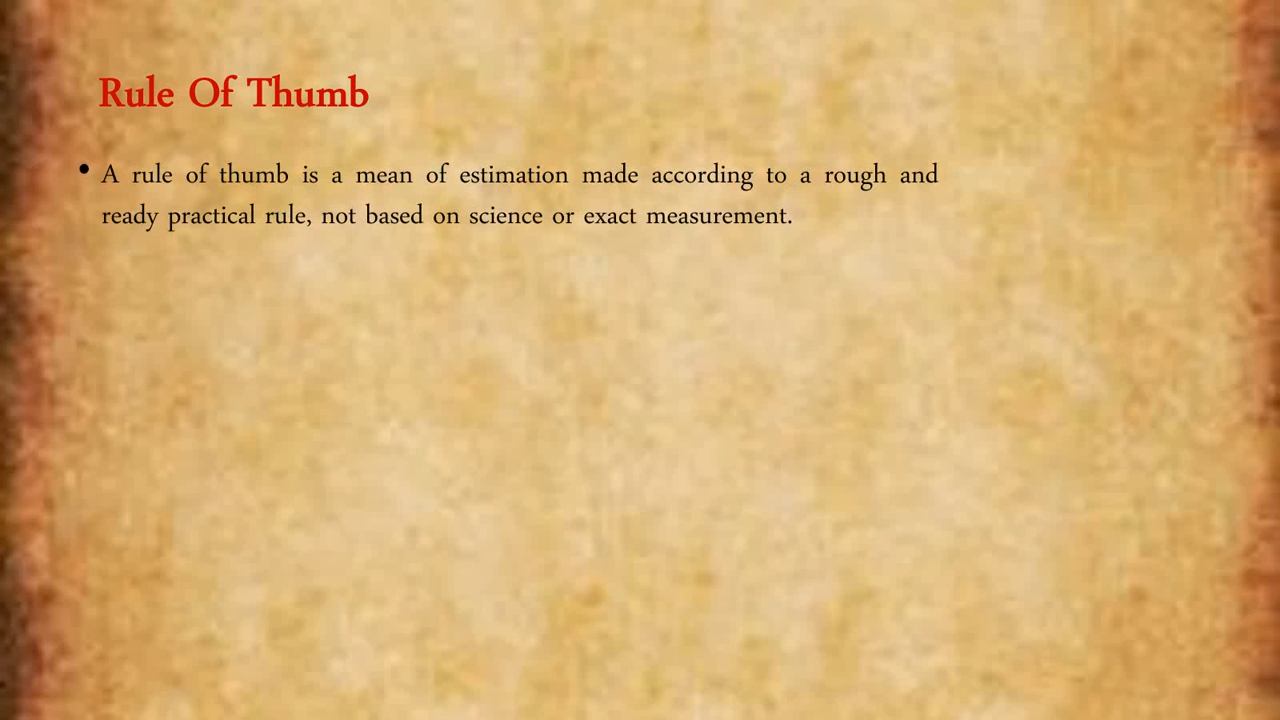 Rule Of Thumb
• A rule of thumb is a mean of estimation made according to a rough and
ready practical rule, not based on science or exact measurement.